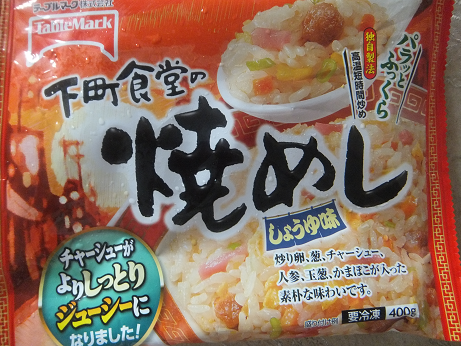 テーブルマーク株式会社
TableMark
パラッと
ふっくら
独自製法
高温短時間炒め
下町食堂の
焼めし
しょうゆ味
炒り卵、葱、チャーシュー、
人参、玉葱、かまぼこが入った
素朴な味わいです。
チャーシューが
よりしっとり
ジューシーに
なりました!
要冷凍 400g